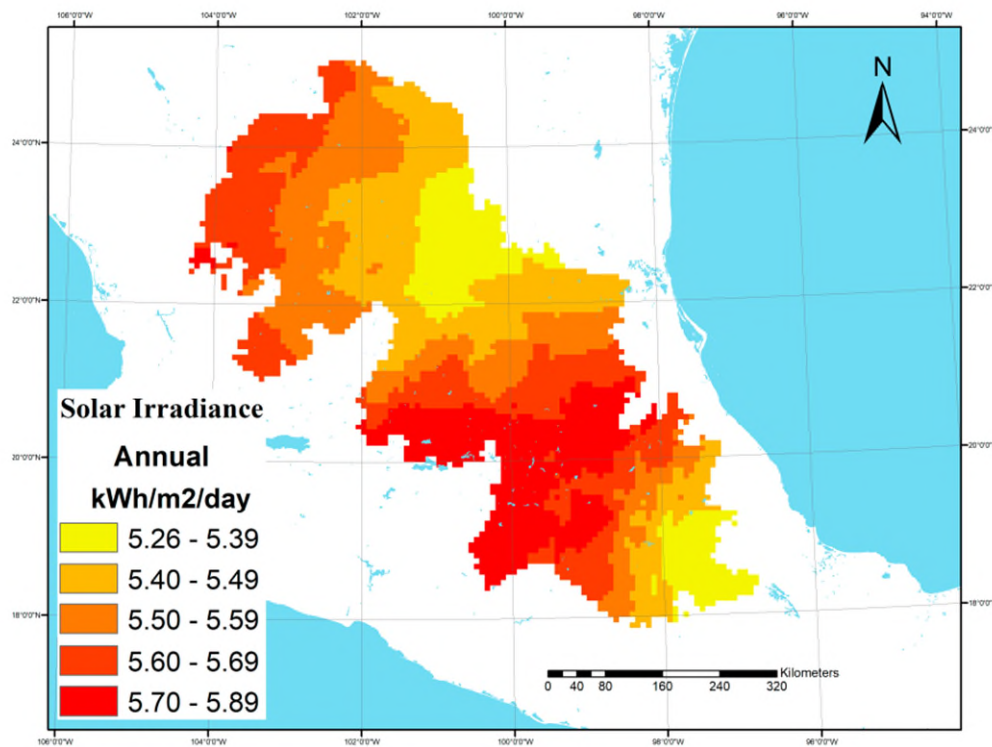 106°0'0"W 104°0'0"W 102°0'0"W 100°0'0"W 98°0'0"W 96°0'0"W 94°0'0"W
N
24°0'0"N 24°0'0"N
22°0'0"N 22°0'0"N
20°0'0"N 20°0'0"N
18°0'0"N 18°0'0"N
Solar Irradiance
Annual
kWh/m2/day
5.26 - 5.39
5.40 - 5.49
5.50 - 5.59
5.60 - 5.69
5.70 - 5.89
Kilometers
0 40 80 160 240 320
106°0'0"W 104°0'0"W 102°0'0"W 100°0'0"W 98°0'0"W 96°0'0"W